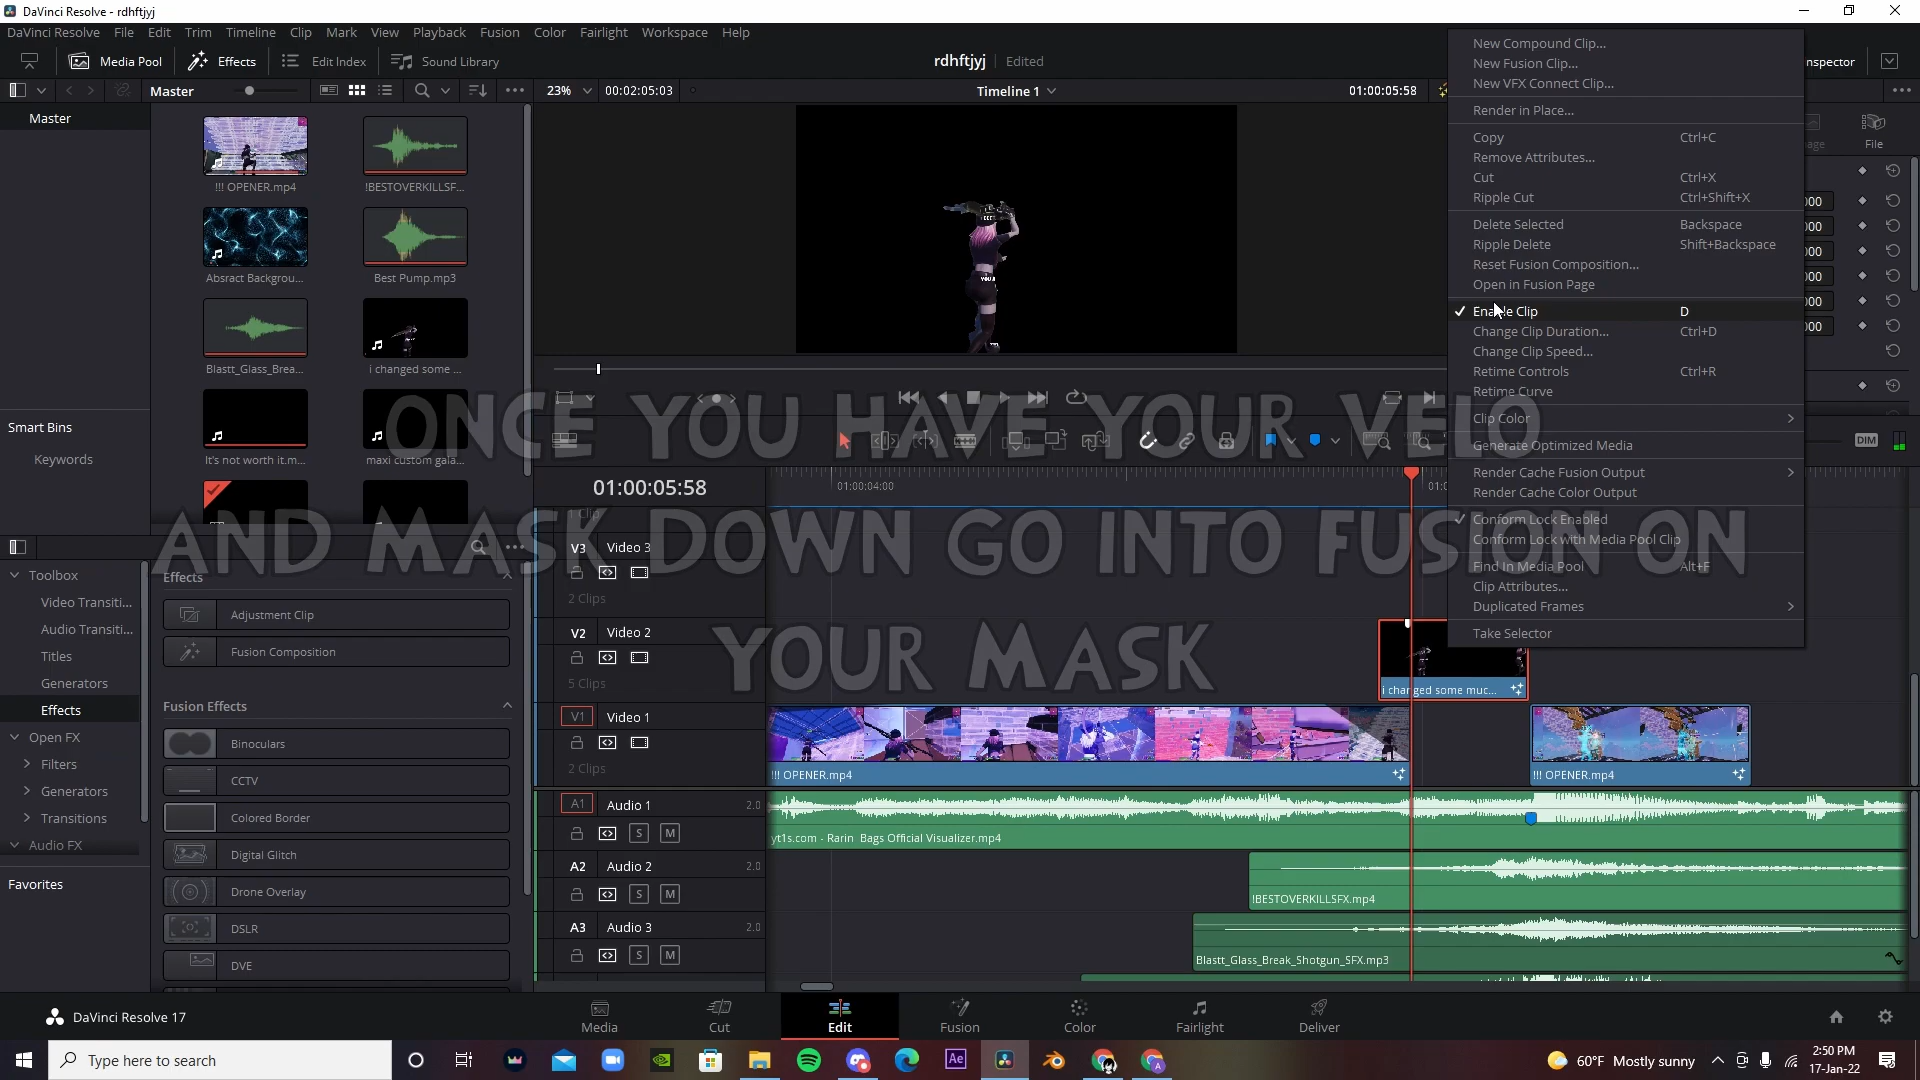 DaVinci Resolve - rdhftjyj
DaVinci Resolve File Edit Trim Timeline Clip Mark View Playback Fusion Color Fairlight Workspace Help
Media Pool Effects Edit Index Sound Library
rdhftjyj Edited
nspector
Master
23% 00:02:05:03
Timeline 1
01:00:05:58
Master
!!! OPENER.mp4
!BESTOVERKILLSF...
Absract Backgrou...
Best Pump.mp3
Blastt_Glass_Brea...
i changed some ...
It's not worth it.m...
maxi custom gala...
Smart Bins
Keywords
New Compound Clip...
New Fusion Clip...
New VFX Connect Clip...
Render in Place...
Copy Ctrl+C
Remove Attributes...
Cut Ctrl+X
Ripple Cut Ctrl+Shift+X
Delete Selected Backspace
Ripple Delete Shift+Backspace
Reset Fusion Composition...
Open in Fusion Page
Enable Clip D
Change Clip Duration... Ctrl+D
Change Clip Speed...
Retime Controls Ctrl+R
Retime Curve
Clip Color
Generate Optimized Media
Render Cache Fusion Output
Render Cache Color Output
Conform Lock Enabled
Conform Lock with Media Pool Clip
Find In Media Pool Alt+F
Clip Attributes...
Duplicated Frames
Take Selector
File
000
000
000
000
000
000
DIM
ONCE YOU HAVE YOUR VELO
AND MASK DOWN GO INTO FUSION ON
YOUR MASK
Toolbox
Video Transiti...
Audio Transiti...
Titles
Generators
Effects
Open FX
Filters
Generators
Transitions
Audio FX
Favorites
Effects
Adjustment Clip
Fusion Composition
Fusion Effects
Binoculars
CCTV
Colored Border
Digital Glitch
Drone Overlay
DSLR
DVE
01:00:05:58
01:00:04:00
1 Clip
V3 Video 3
2 Clips
V2 Video 2
5 Clips
i changed some muc...
V1 Video 1
2 Clips
!!! OPENER.mp4
!!! OPENER.mp4
A1 Audio 1 2.0
S M
yt1s.com - Rarin Bags Official Visualizer.mp4
A2 Audio 2 2.0
S M
!BESTOVERKILLSFX.mp4
A3 Audio 3 2.0
S M
Blastt_Glass_Break_Shotgun_SFX.mp3
DaVinci Resolve 17
Media Cut Edit Fusion Color Fairlight Deliver
Type here to search
Ae
60°F Mostly sunny
2:50 PM
17-Jan-22